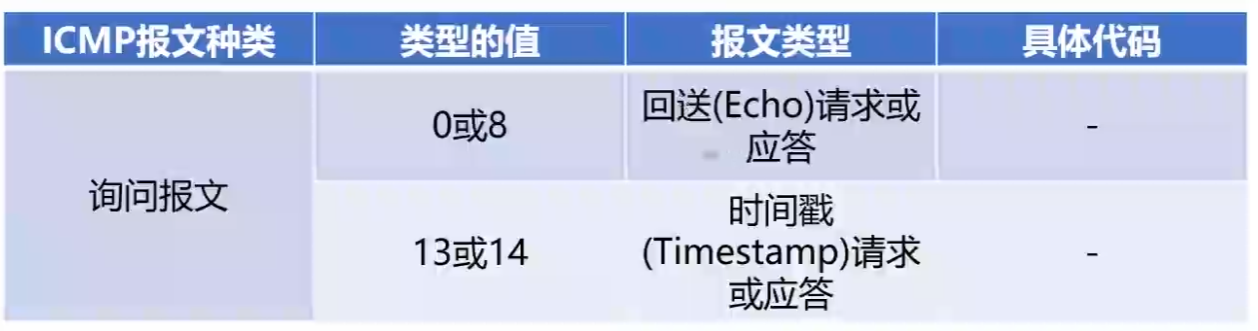 ICMP报文种类 类型的值 报文类型 具体代码
询问报文
0或8
回送(Echo)请求或
应答
-
13或14
时间戳
(Timestamp)请求
或应答
-